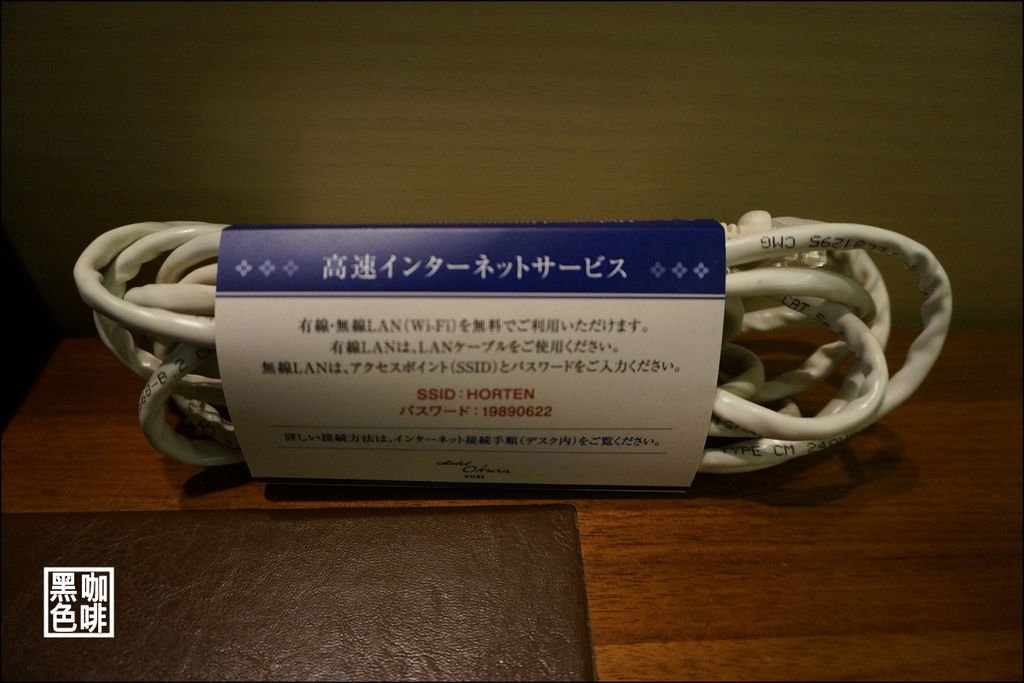 高速インターネットサービス
有線・無線LAN(Wi-Fi)を無料でご利用いただけます。
有線LANは、LANケーブルをご使用ください。
無線LANは、アクセスポイント(SSID)とパスワードをご入力ください。
SSID:HORTEN
パスワード:19890622
詳しい接続方法は、インターネット接続手順(デスク内)をご覧ください。
Hotel Okura
KOBE
CMG
CAT
TYPE CM
黑咖
色啡